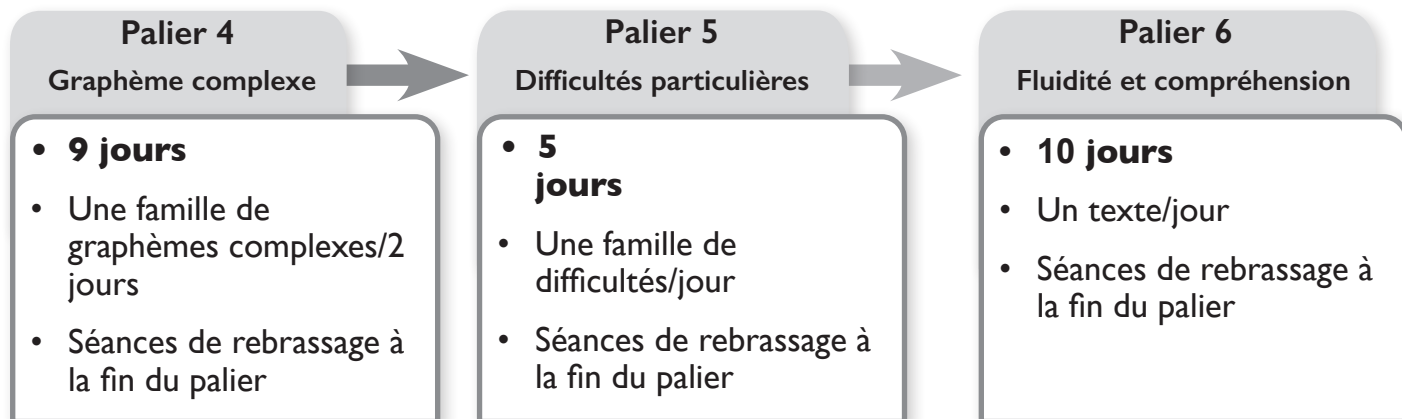 Palier 4
Graphème complexe
• 9 jours
• Une famille de
graphèmes complexes/2
jours
• Séances de rebrassage à
la fin du palier
Palier 5
Difficultés particulières
• 5
jours
• Une famille de
difficultés/jour
• Séances de rebrassage à
la fin du palier
Palier 6
Fluidité et compréhension
• 10 jours
• Un texte/jour
• Séances de rebrassage à
la fin du palier